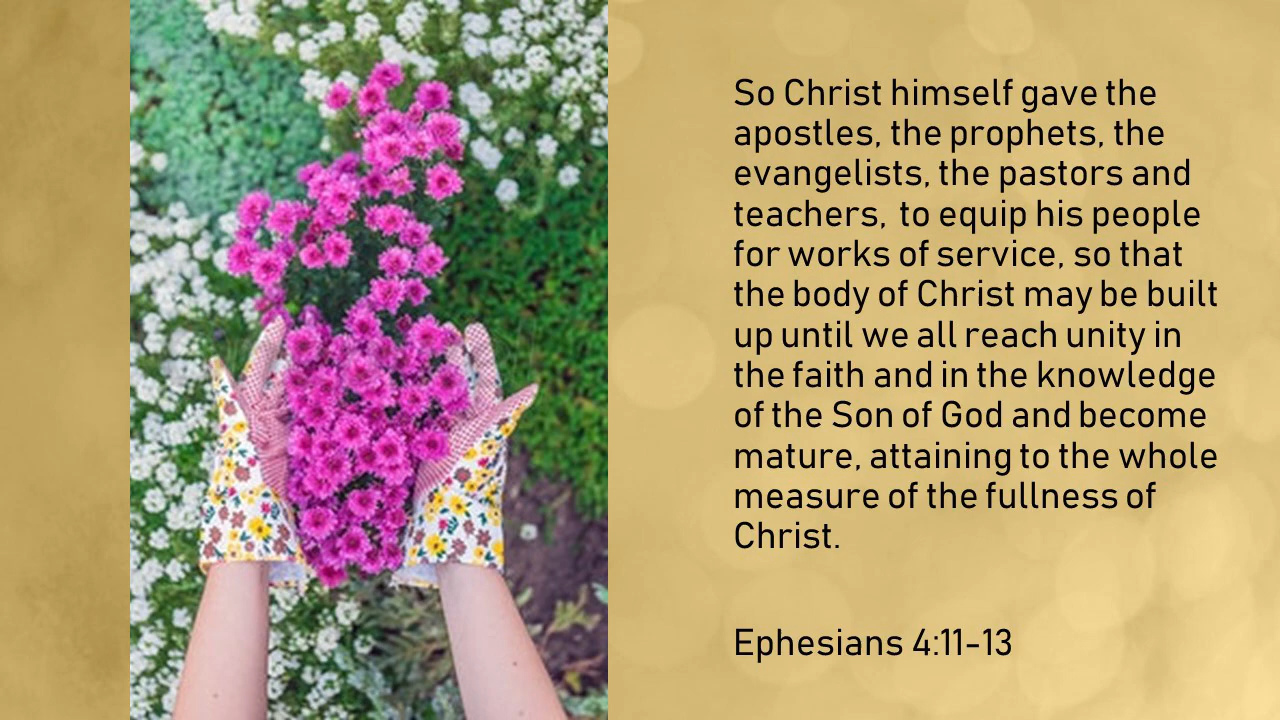 So Christ himself gave the
apostles, the prophets, the
evangelists, the pastors and
teachers, to equip his people
for works of service, so that
the body of Christ may be built
up until we all reach unity in
the faith and in the knowledge
of the Son of God and become
mature, attaining to the whole
measure of the fullness of
Christ.
Ephesians 4:11-13